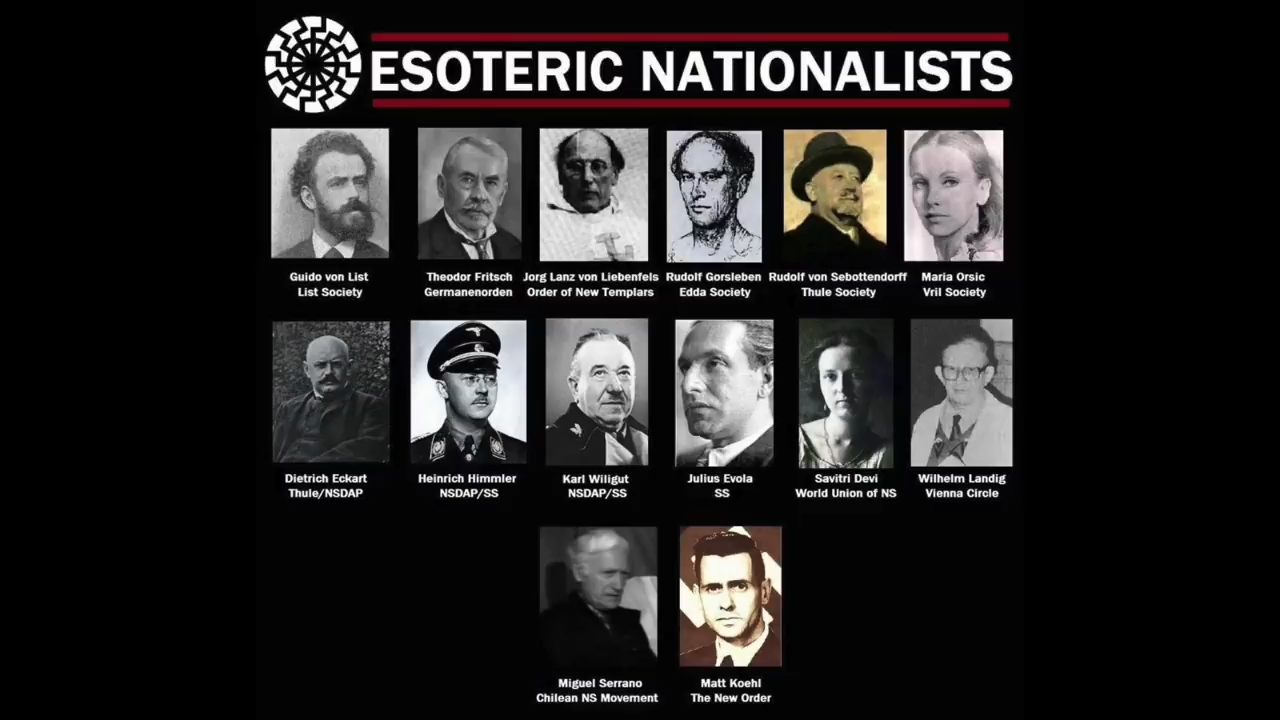 ESOTERIC NATIONALISTS
Guido von List
List Society
Theodor Fritsch
Germanenorden
Jorg Lanz von Liebenfels
Order of New Templars
Rudolf Gorsleben
Edda Society
Rudolf von Sebottendorff
Thule Society
Maria Orsic
Vril Society
Dietrich Eckart
Thule/NSDAP
Heinrich Himmler
NSDAP/SS
Karl Wiligut
NSDAP/SS
Julius Evola
SS
Savitri Devi
World Union of NS
Wilhelm Landig
Vienna Circle
Miguel Serrano
Chilean NS Movement
Matt Koehl
The New Order